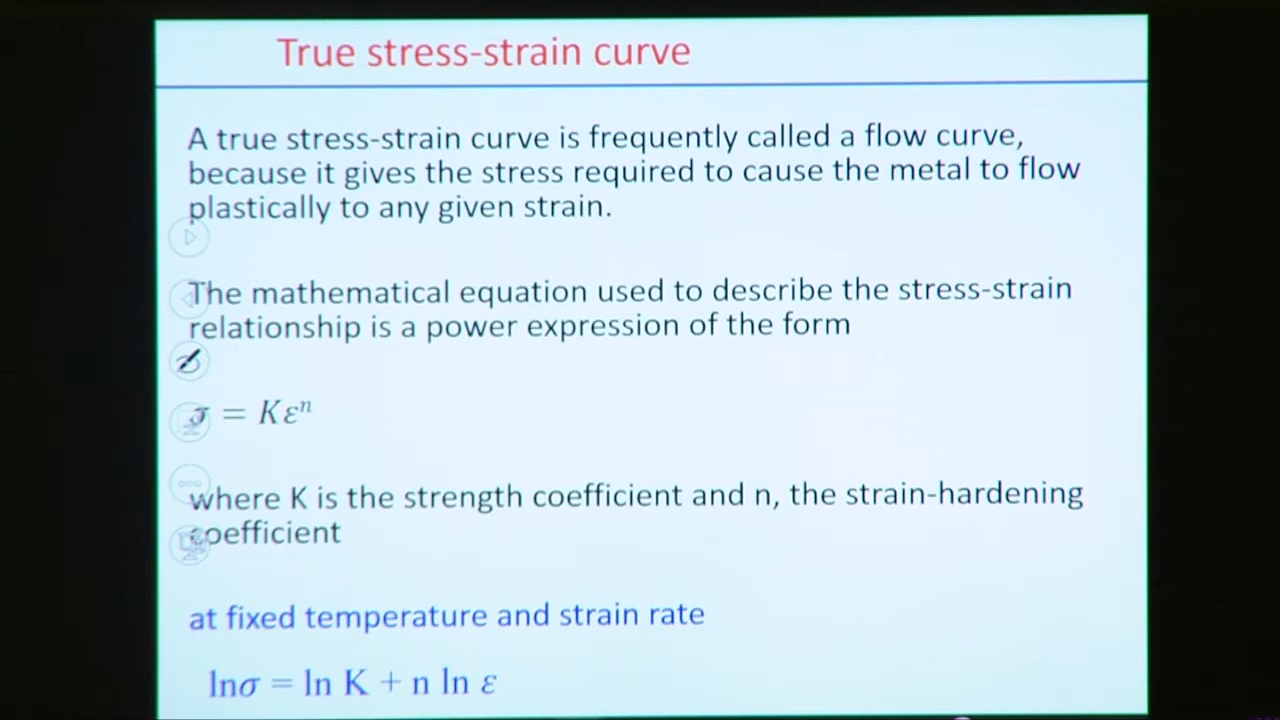 True stress-strain curve
A true stress-strain curve is frequently called a flow curve,
because it gives the stress required to cause the metal to flow
plastically to any given strain.
The mathematical equation used to describe the stress-strain
relationship is a power expression of the form
σ = Kεⁿ
where K is the strength coefficient and n, the strain-hardening
coefficient
at fixed temperature and strain rate
lnσ = ln K + n ln ε